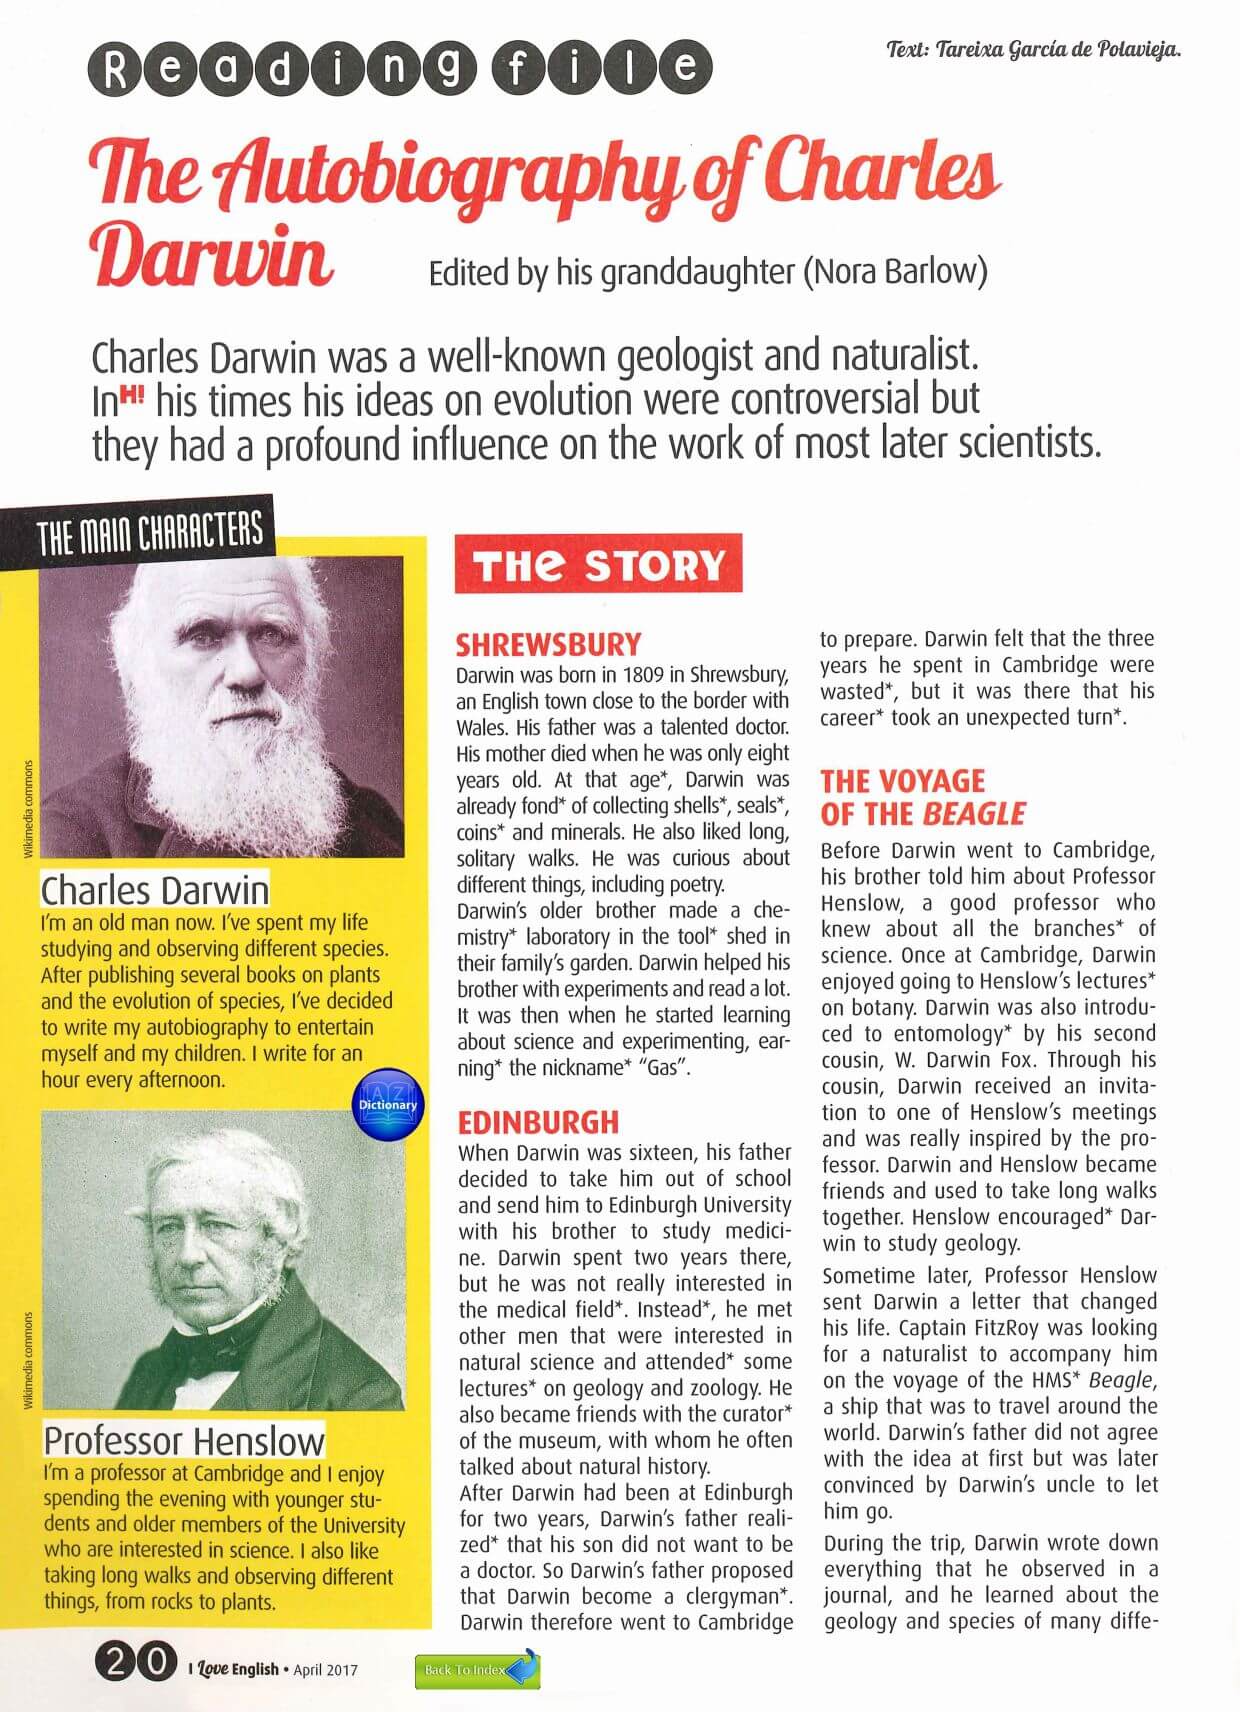 Reading file
Text: Tareixa García de Polavieja.
The Autobiography of Charles
Darwin
Edited by his granddaughter (Nora Barlow)
Charles Darwin was a well-known geologist and naturalist.
InH! his times his ideas on evolution were controversial but
they had a profound influence on the work of most later scientists.
THE MAIN CHARACTERS
Wikimedia commons
Charles Darwin
I'm an old man now. I've spent my life
studying and observing different species.
After publishing several books on plants
and the evolution of species, I've decided
to write my autobiography to entertain
myself and my children. I write for an
hour every afternoon.
A Z
Dictionary
Wikimedia commons
Professor Henslow
I'm a professor at Cambridge and I enjoy
spending the evening with younger stu-
dents and older members of the University
who are interested in science. I also like
taking long walks and observing different
things, from rocks to plants.
THe STORY
SHREWSBURY
Darwin was born in 1809 in Shrewsbury,
an English town close to the border with
Wales. His father was a talented doctor.
His mother died when he was only eight
years old. At that age*, Darwin was
already fond* of collecting shells*, seals*,
coins* and minerals. He also liked long,
solitary walks. He was curious about
different things, including poetry.
Darwin's older brother made a che-
mistry* laboratory in the tool* shed in
their family's garden. Darwin helped his
brother with experiments and read a lot.
It was then when he started learning
about science and experimenting, ear-
ning* the nickname* "Gas".
EDINBURGH
When Darwin was sixteen, his father
decided to take him out of school
and send him to Edinburgh University
with his brother to study medici-
ne. Darwin spent two years there,
but he was not really interested in
the medical field*. Instead*, he met
other men that were interested in
natural science and attended* some
lectures* on geology and zoology. He
also became friends with the curator*
of the museum, with whom he often
talked about natural history.
After Darwin had been at Edinburgh
for two years, Darwin's father reali-
zed* that his son did not want to be
a doctor. So Darwin's father proposed
that Darwin become a clergyman*.
Darwin therefore went to Cambridge
to prepare. Darwin felt that the three
years he spent in Cambridge were
wasted*, but it was there that his
career* took an unexpected turn*.
THE VOYAGE
OF THE BEAGLE
Before Darwin went to Cambridge,
his brother told him about Professor
Henslow, a good professor who
knew about all the branches* of
science. Once at Cambridge, Darwin
enjoyed going to Henslow's lectures*
on botany. Darwin was also introdu-
ced to entomology* by his second
cousin, W. Darwin Fox. Through his
cousin, Darwin received an invita-
tion to one of Henslow's meetings
and was really inspired by the pro-
fessor. Darwin and Henslow became
friends and used to take long walks
together. Henslow encouraged* Dar-
win to study geology.
Sometime later, Professor Henslow
sent Darwin a letter that changed
his life. Captain FitzRoy was looking
for a naturalist to accompany him
on the voyage of the HMS* Beagle,
a ship that was to travel around the
world. Darwin's father did not agree
with the idea at first but was later
convinced by Darwin's uncle to let
him go.
During the trip, Darwin wrote down
everything that he observed in a
journal, and he learned about the
geology and species of many diffe-
20 I Love English • April 2017
Back To Index